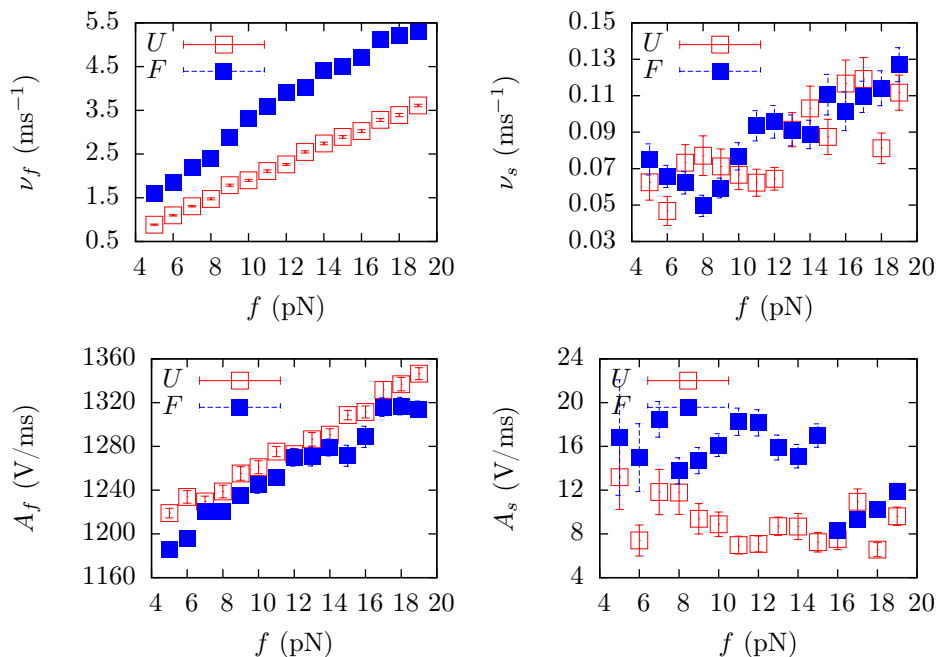 5.5
4.5
3.5
2.5
1.5
0.5
4 6 8 10 12 14 16 18 20
ν_f (ms⁻¹)
f (pN)
U
F
0.15
0.13
0.11
0.09
0.07
0.05
0.03
4 6 8 10 12 14 16 18 20
ν_s (ms⁻¹)
f (pN)
U
F
1360
1320
1280
1240
1200
1160
4 6 8 10 12 14 16 18 20
A_f (V/ms)
f (pN)
U
F
24
20
16
12
8
4
4 6 8 10 12 14 16 18 20
A_s (V/ms)
f (pN)
U
F